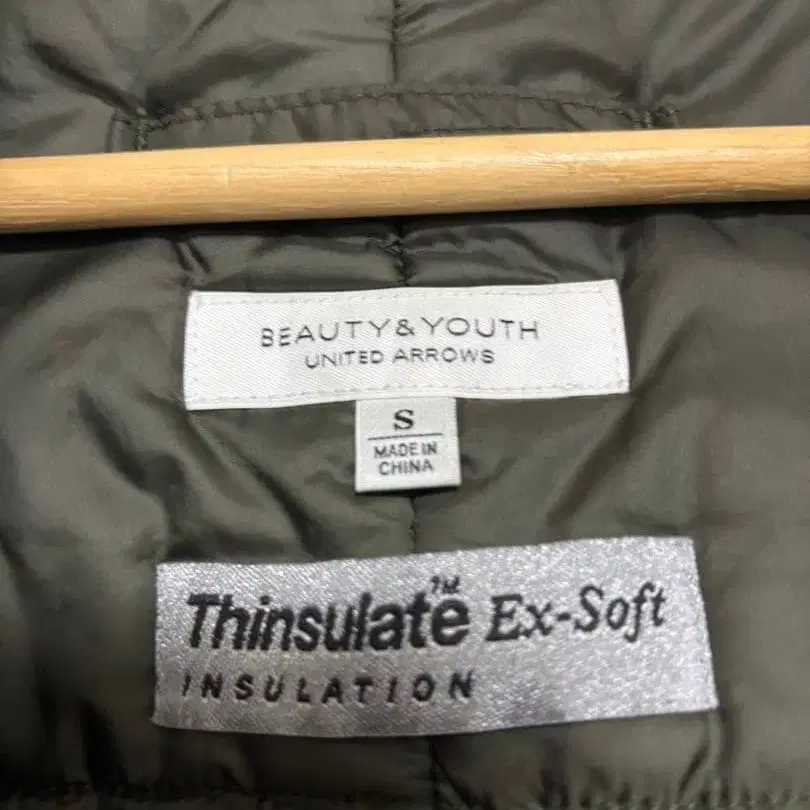 BEAUTY&YOUTH
UNITED ARROWS
S
MADE IN
CHINA
Thinsulate™ Ex-Soft
INSULATION